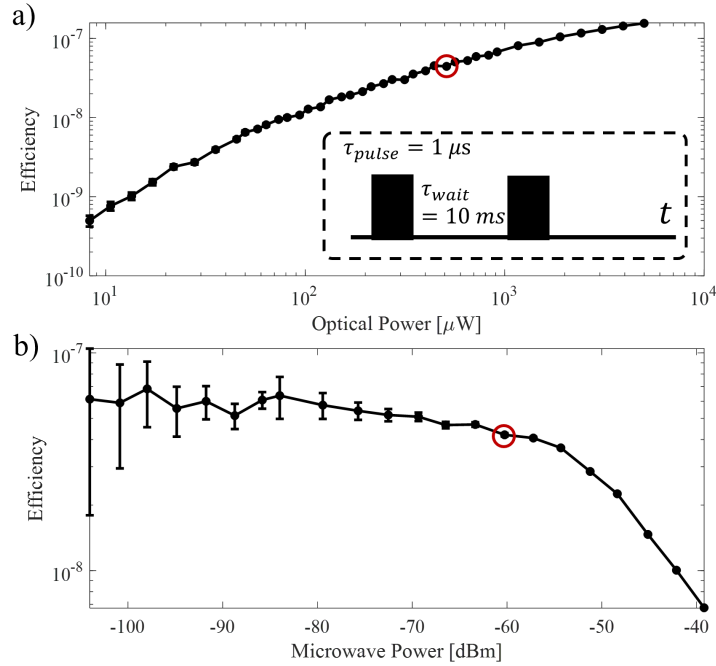 a)
10^-7
10^-8
10^-9
10^-10
Efficiency
τ_pulse = 1 μs
τ_wait
= 10 ms
t
10^1
10^2
10^3
10^4
Optical Power [μW]
b)
10^-7
10^-8
Efficiency
-100
-90
-80
-70
-60
-50
-40
Microwave Power [dBm]